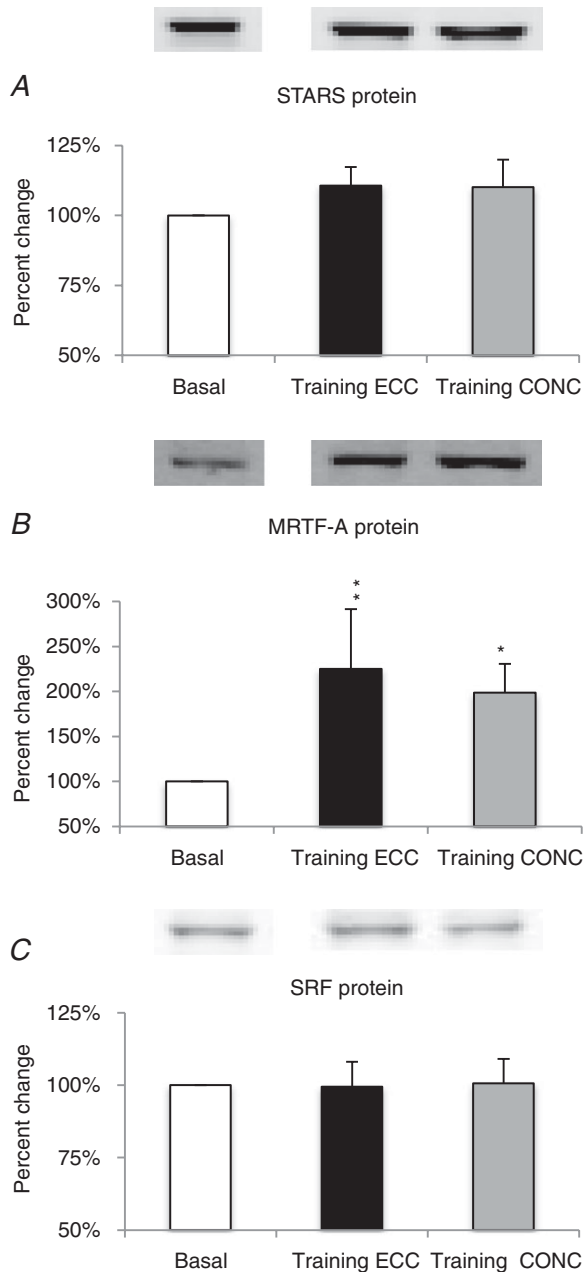 A
STARS protein
125%
100%
75%
50%
Percent change
Basal Training ECC Training CONC
B
MRTF-A protein
300%
250%
200%
150%
100%
50%
Percent change
**
*
Basal Training ECC Training CONC
C
SRF protein
125%
100%
75%
50%
Percent change
Basal Training ECC Training CONC